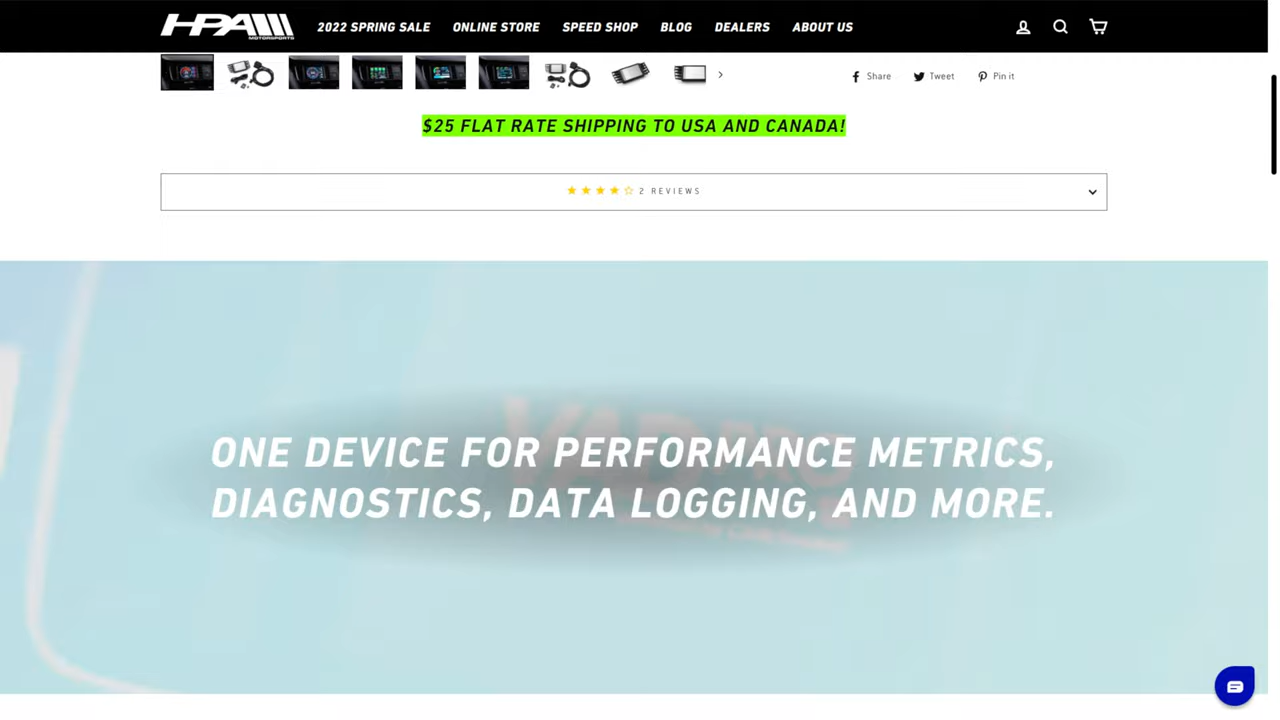 HPA MOTORSPORTS
2022 SPRING SALE ONLINE STORE SPEED SHOP BLOG DEALERS ABOUT US
Share Tweet Pin it
$25 FLAT RATE SHIPPING TO USA AND CANADA!
2 REVIEWS
ONE DEVICE FOR PERFORMANCE METRICS,
DIAGNOSTICS, DATA LOGGING, AND MORE.